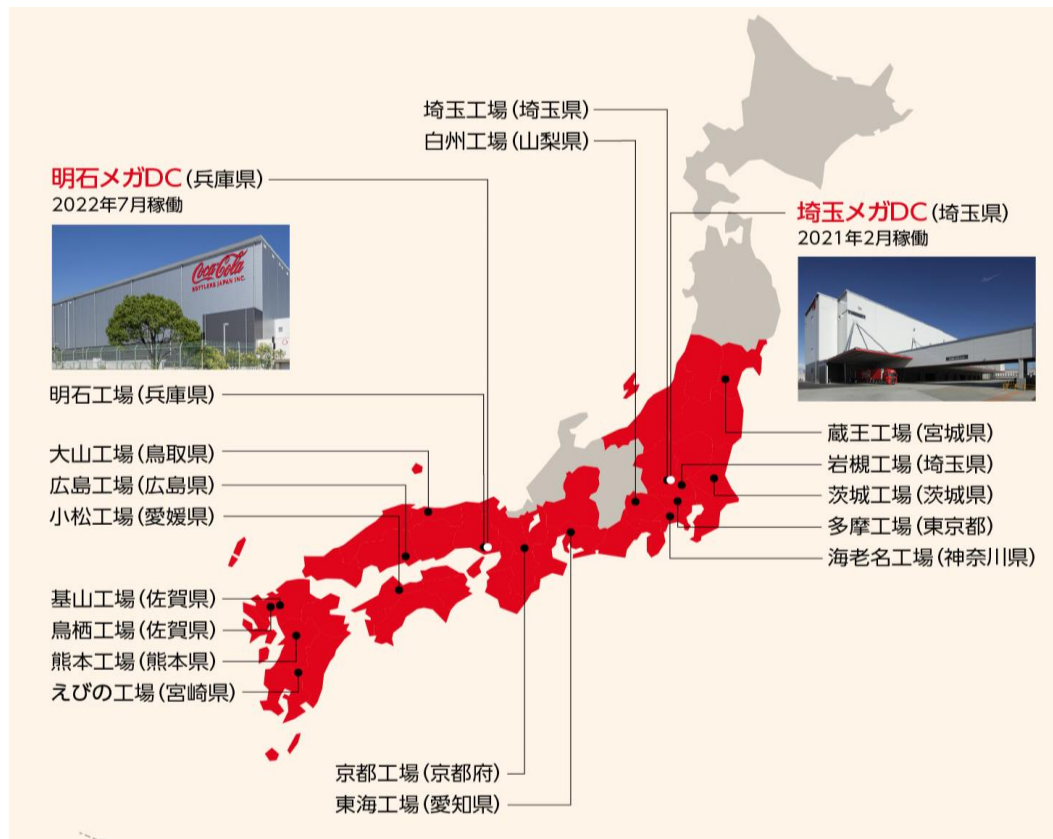 埼玉工場(埼玉県)
白州工場(山梨県)
明石メガDC(兵庫県)
2022年7月稼働
Coca-Cola
BOTTLERS JAPAN INC.
埼玉メガDC(埼玉県)
2021年2月稼働
明石工場(兵庫県)
大山工場(鳥取県)
広島工場(広島県)
小松工場(愛媛県)
蔵王工場(宮城県)
岩槻工場(埼玉県)
茨城工場(茨城県)
多摩工場(東京都)
海老名工場(神奈川県)
基山工場(佐賀県)
鳥栖工場(佐賀県)
熊本工場(熊本県)
えびの工場(宮崎県)
京都工場(京都府)
東海工場(愛知県)